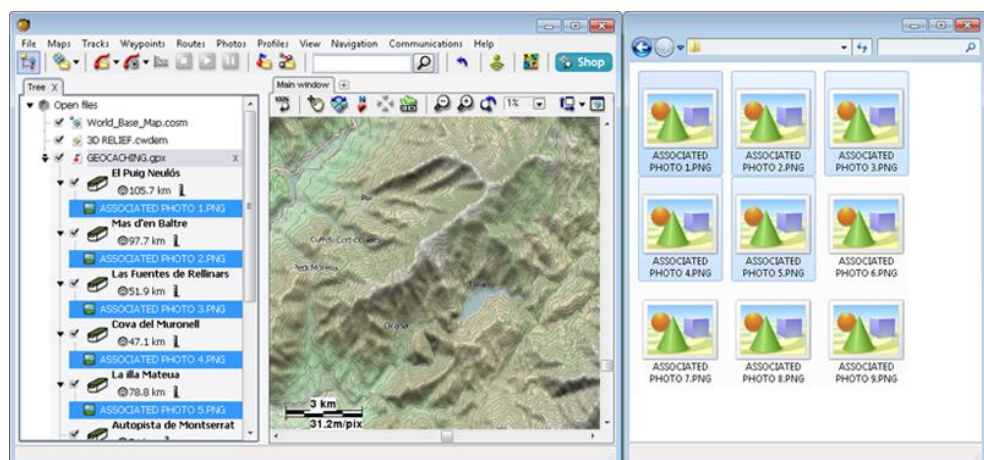 File Maps Tracks Waypoints Routes Photos Profiles View Navigation Communications Help
Shop
Tree X
Main window
100%
1%
Open files
World_Base_Map.cosm
3D RELIEF.cwdem
GEOCACHING.gpx x
El Puig Neulós
105.7 km
ASSOCIATED PHOTO 1.PNG
Mas d'en Baltre
97.7 km
ASSOCIATED PHOTO 2.PNG
Las Fuentes de Rellinars
51.9 km
ASSOCIATED PHOTO 3.PNG
Cova del Muronell
47.1 km
ASSOCIATED PHOTO 4.PNG
La illa Mateua
78.8 km
ASSOCIATED PHOTO 5.PNG
Autopista de Montserrat
3 km
31.2m/pix
ASSOCIATED PHOTO 1.PNG
ASSOCIATED PHOTO 2.PNG
ASSOCIATED PHOTO 3.PNG
ASSOCIATED PHOTO 4.PNG
ASSOCIATED PHOTO 5.PNG
ASSOCIATED PHOTO 6.PNG
ASSOCIATED PHOTO 7.PNG
ASSOCIATED PHOTO 8.PNG
ASSOCIATED PHOTO 9.PNG